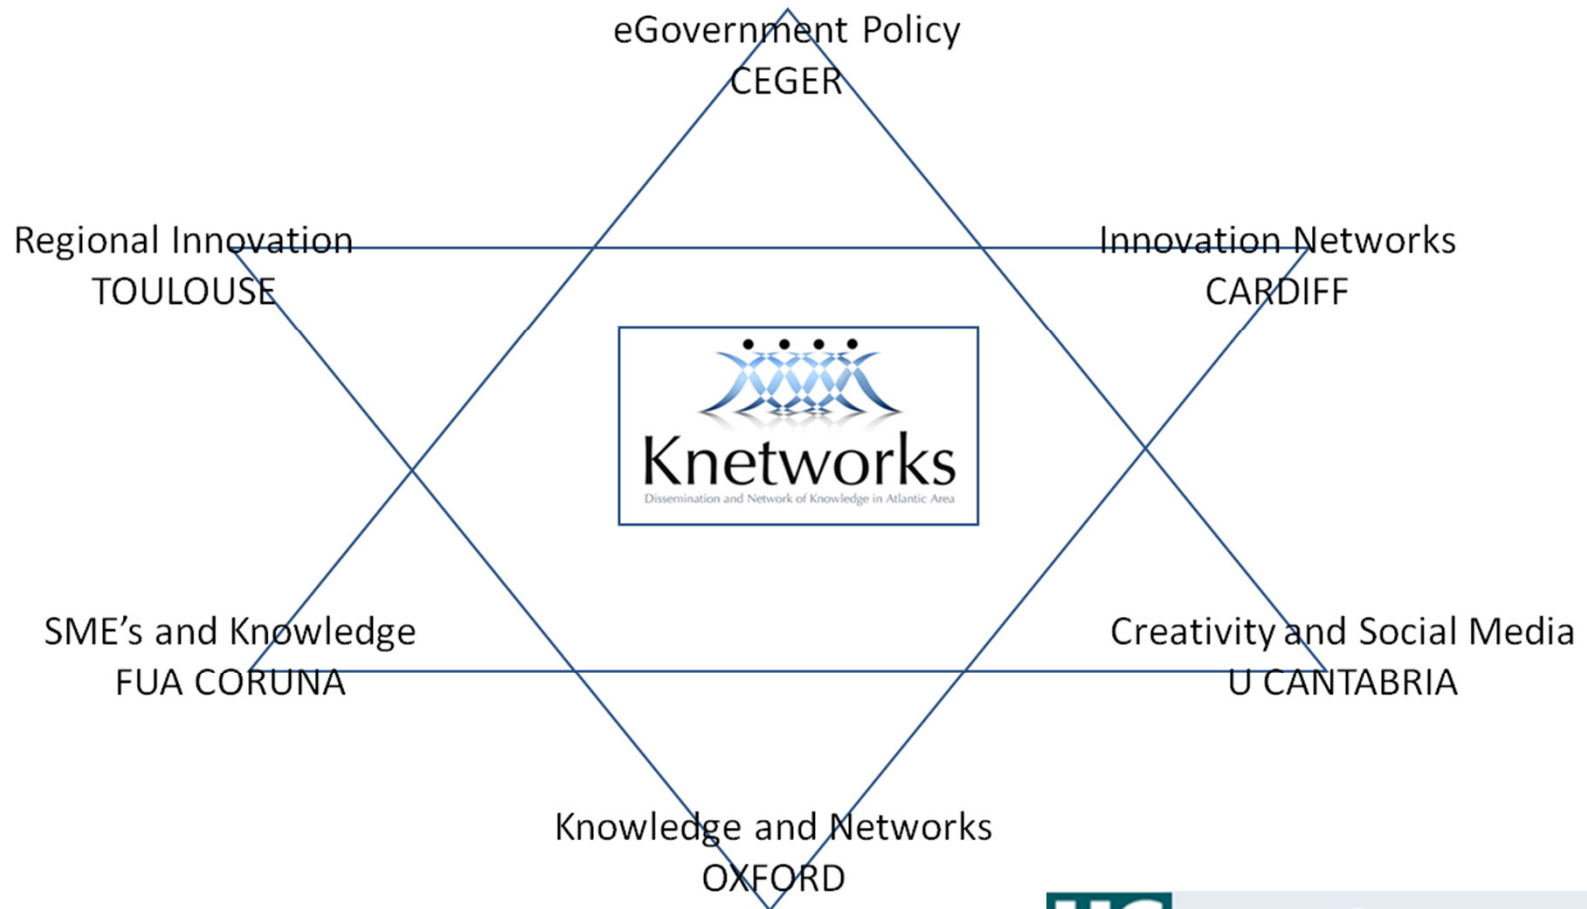 eGovernment Policy
CEGER
Regional Innovation
TOULOUSE
Innovation Networks
CARDIFF
Knetworks
Dissemination and Network of Knowledge in Atlantic Area
SME’s and Knowledge
FUA CORUNA
Creativity and Social Media
U CANTABRIA
Knowledge and Networks
OXFORD